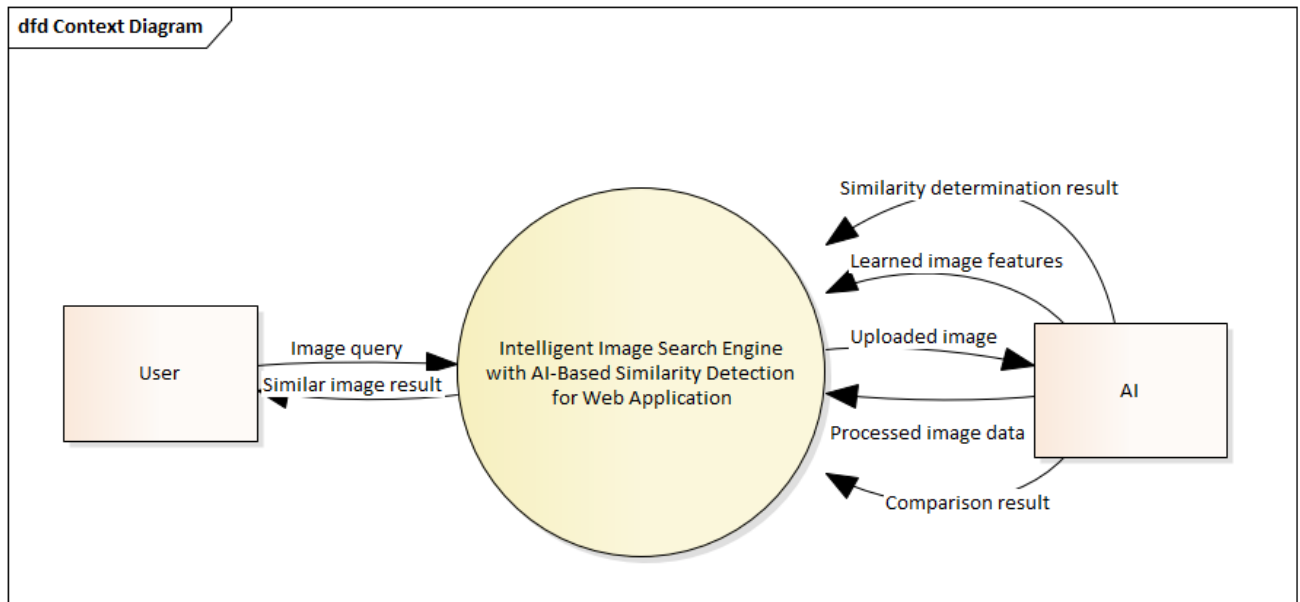 dfd Context Diagram
Similarity determination result
Learned image features
Uploaded image
Image query
Intelligent Image Search Engine
with AI-Based Similarity Detection
for Web Application
User
Similar image result
AI
Processed image data
Comparison result